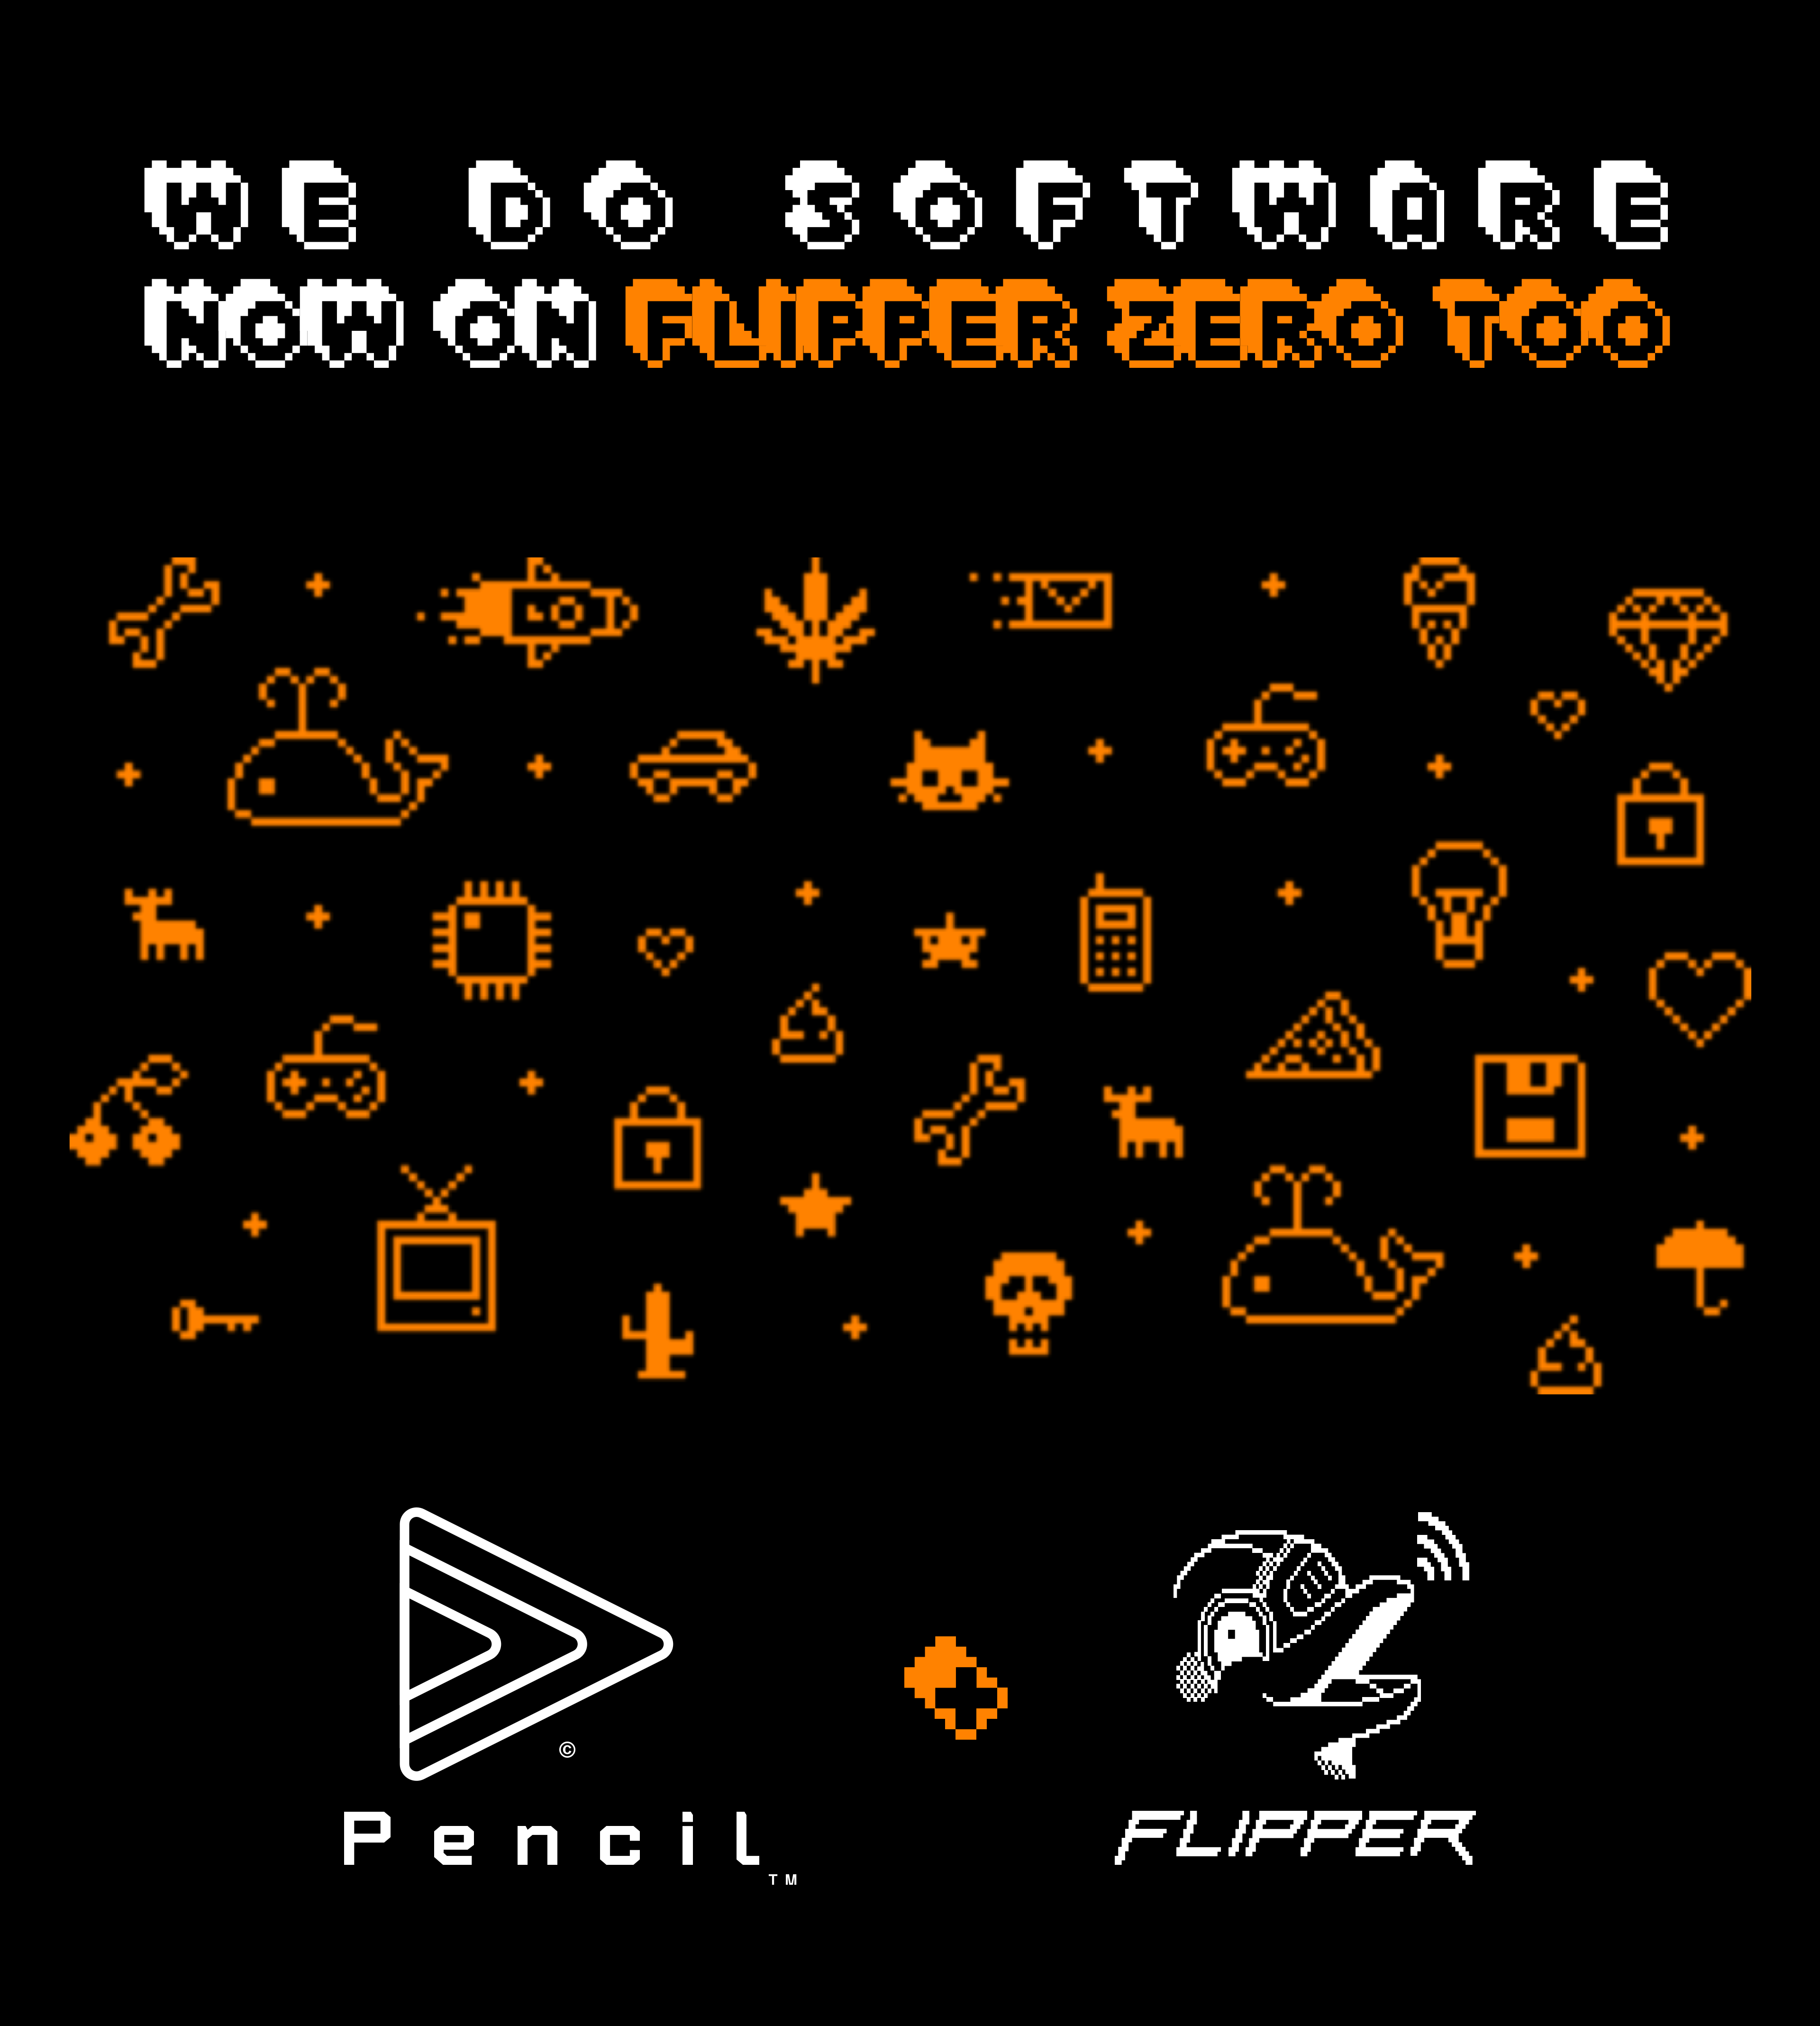 WE DO SOFTWARE
NOW ON FLIPPER ZERO TOO
©
Pencil
TM
FLIPPER